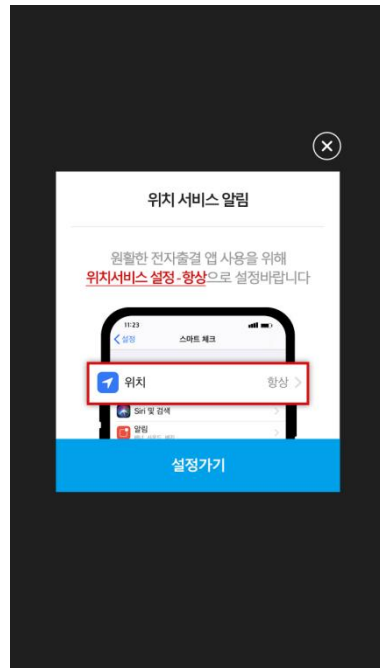 위치 서비스 알림
원활한 전자출결 앱 사용을 위해
위치서비스 설정-항상으로 설정바랍니다
11:23
설정
스마트 체크
위치
항상
Siri 및 검색
알림
설정가기